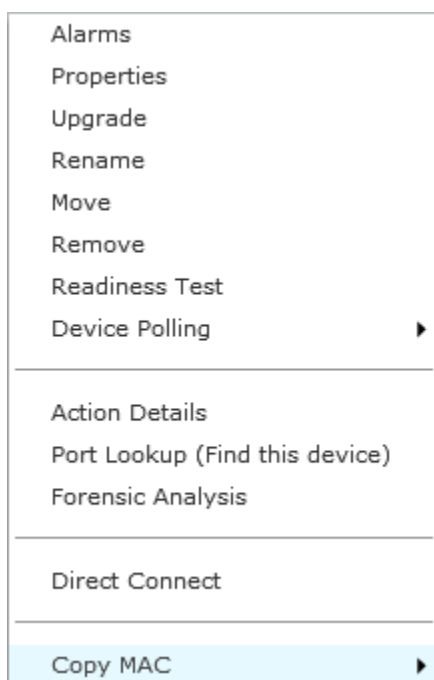 Alarms
Properties
Upgrade
Rename
Move
Remove
Readiness Test
Device Polling
Action Details
Port Lookup (Find this device)
Forensic Analysis
Direct Connect
Copy MAC